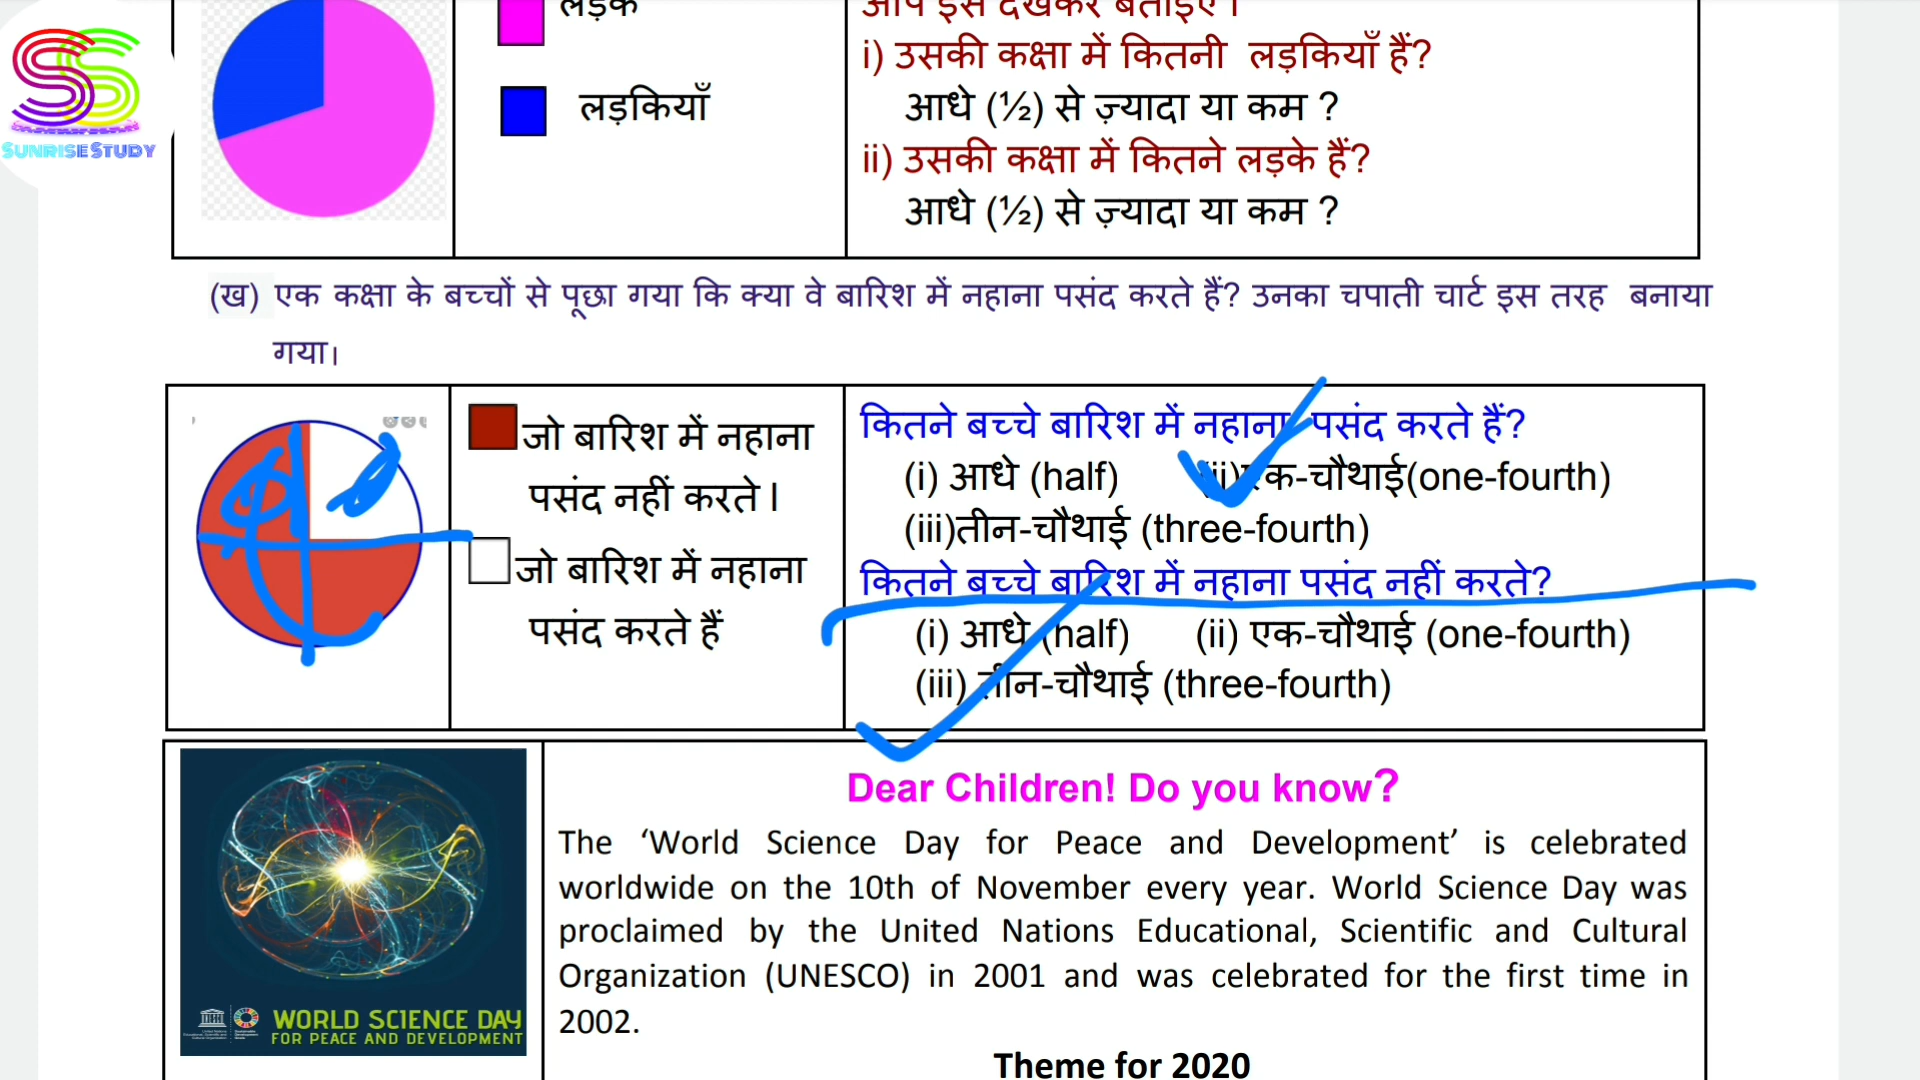 लड़के
आप इसे देखकर बताइए ।
i) उसकी कक्षा में कितनी लड़कियाँ हैं?
SUNRISESTUDY
लड़कियाँ
आधे (½) से ज़्यादा या कम ?
ii) उसकी कक्षा में कितने लड़के हैं?
आधे (½) से ज़्यादा या कम ?
(ख) एक कक्षा के बच्चों से पूछा गया कि क्या वे बारिश में नहाना पसंद करते हैं? उनका चपाती चार्ट इस तरह बनाया
गया।
जो बारिश में नहाना
पसंद नहीं करते ।
जो बारिश में नहाना
पसंद करते हैं
कितने बच्चे बारिश में नहाना पसंद करते हैं?
(i) आधे (half) (ii)एक-चौथाई(one-fourth)
(iii)तीन-चौथाई (three-fourth)
कितने बच्चे बारिश में नहाना पसंद नहीं करते?
(i) आधे (half) (ii) एक-चौथाई (one-fourth)
(iii) तीन-चौथाई (three-fourth)
Dear Children! Do you know?
The ‘World Science Day for Peace and Development’ is celebrated
worldwide on the 10th of November every year. World Science Day was
proclaimed by the United Nations Educational, Scientific and Cultural
Organization (UNESCO) in 2001 and was celebrated for the first time in
2002.
Theme for 2020
WORLD SCIENCE DAY
FOR PEACE AND DEVELOPMENT